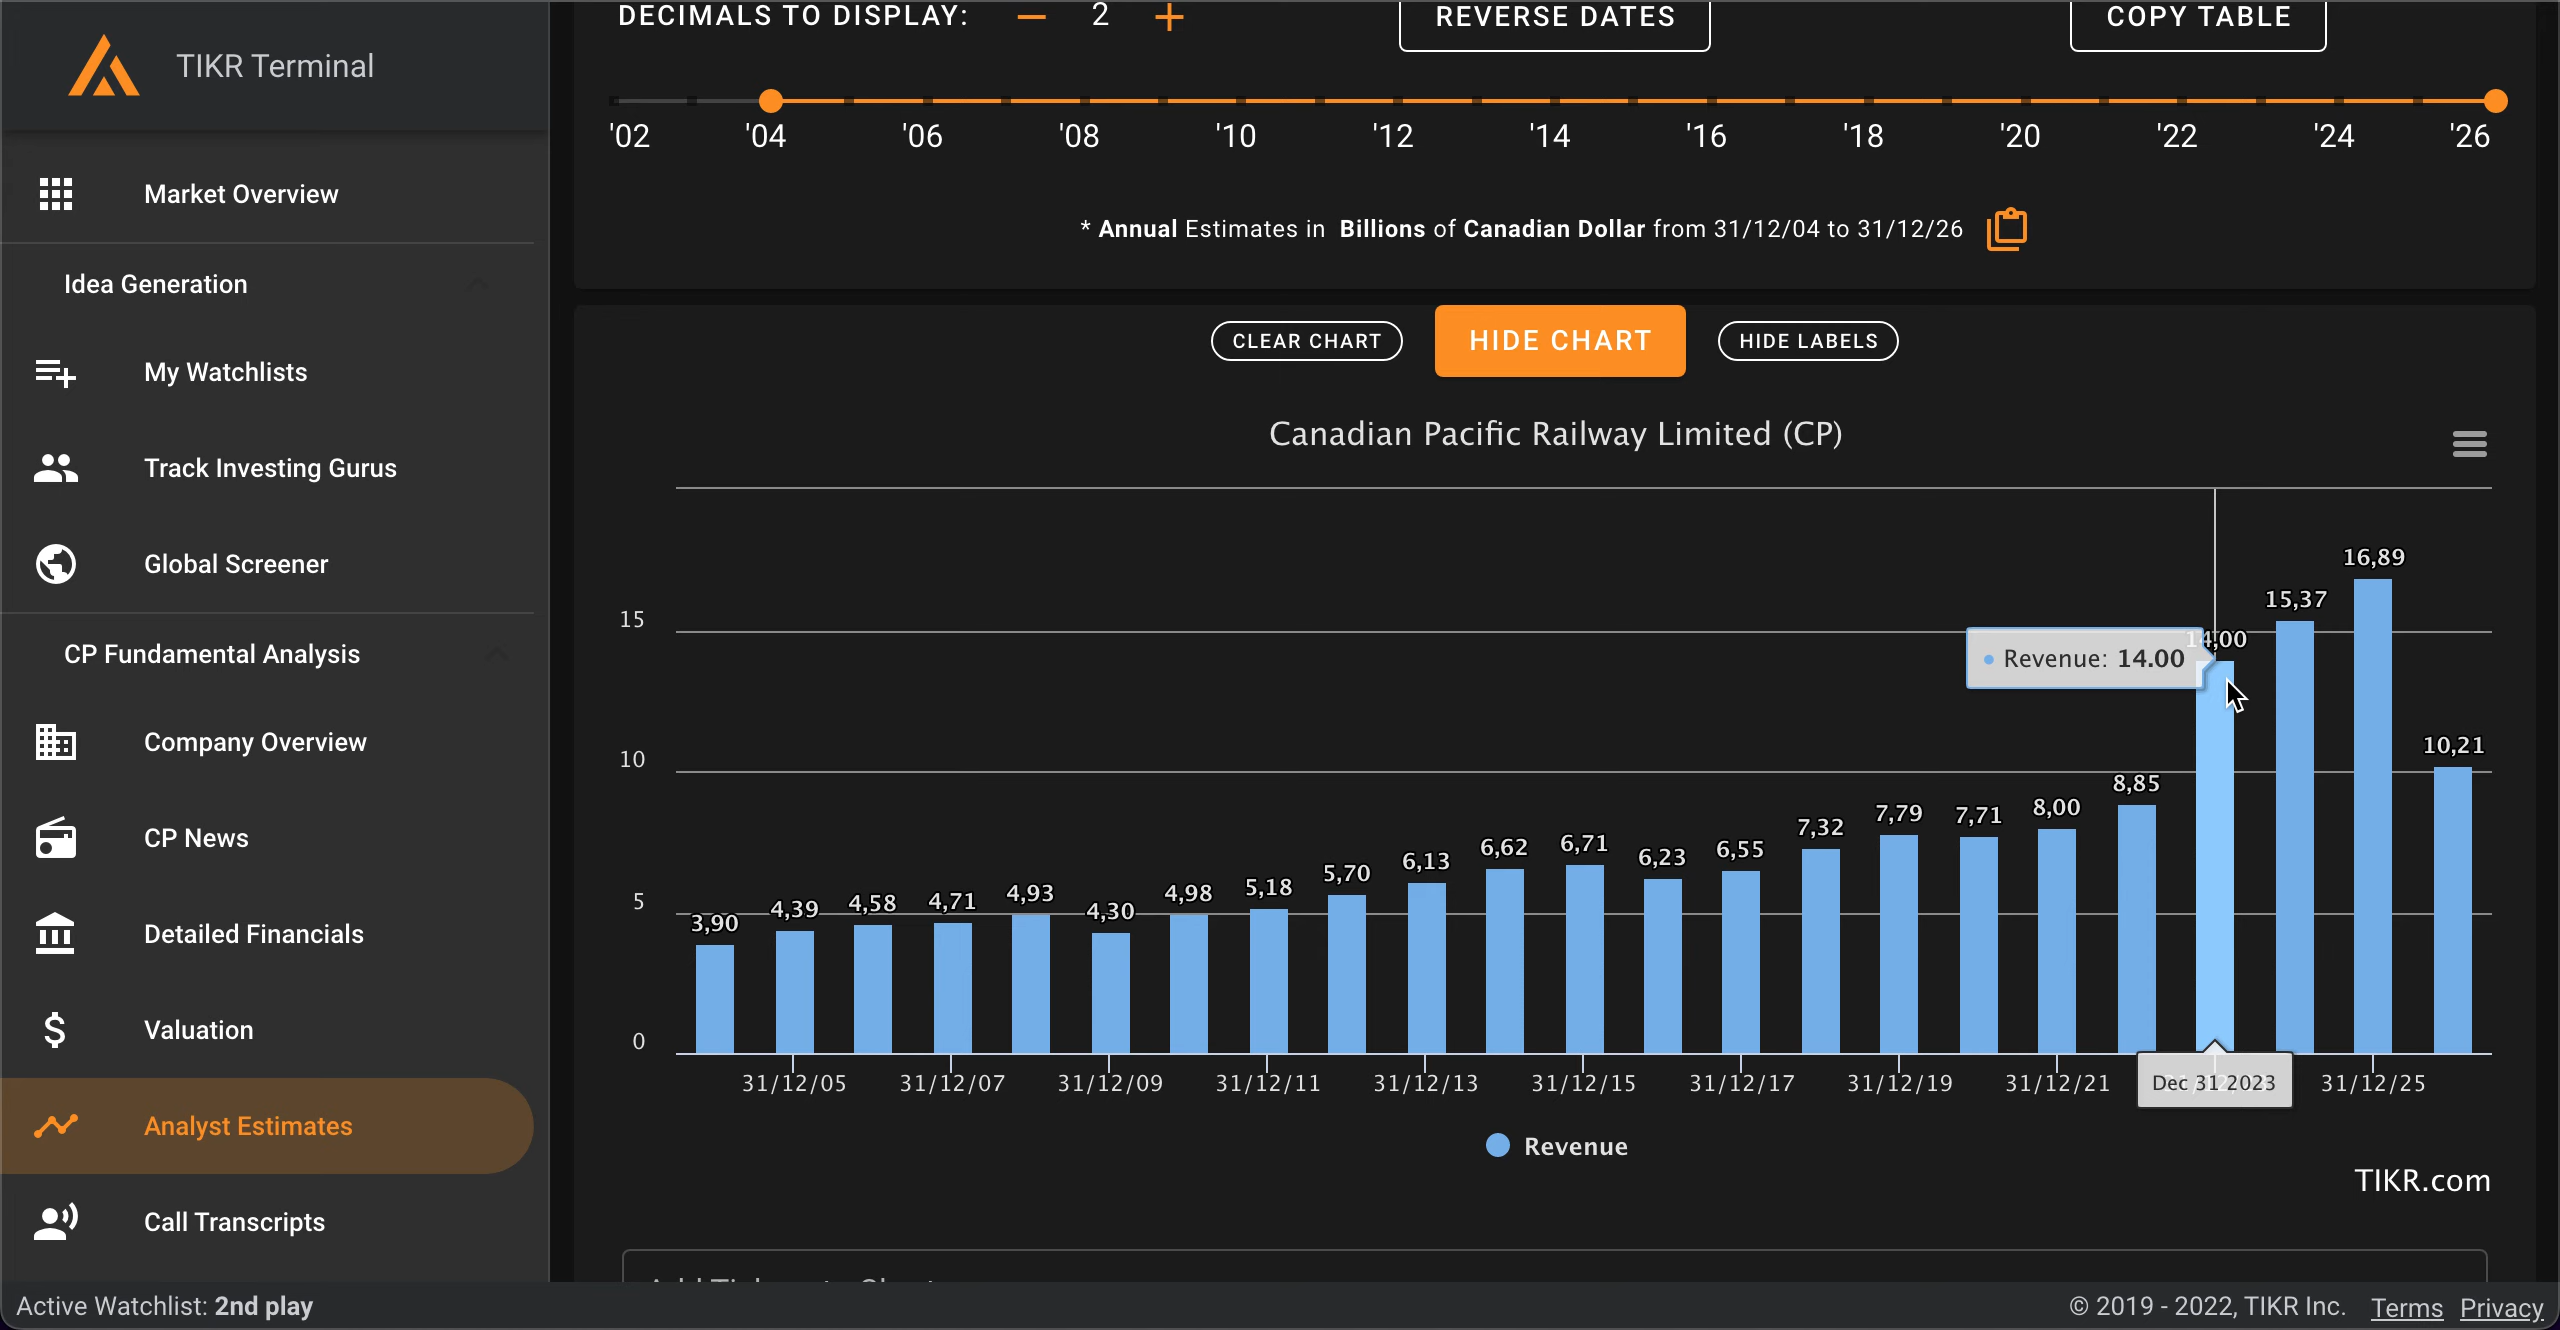 DECIMALS TO DISPLAY: − 2 + REVERSE DATES COPY TABLE
TIKR Terminal
'02 '04 '06 '08 '10 '12 '14 '16 '18 '20 '22 '24 '26
* Annual Estimates in Billions of Canadian Dollar from 31/12/04 to 31/12/26
Market Overview
Idea Generation
My Watchlists
Track Investing Gurus
Global Screener
CP Fundamental Analysis
Company Overview
CP News
Detailed Financials
Valuation
Analyst Estimates
Call Transcripts
CLEAR CHART HIDE CHART HIDE LABELS
Canadian Pacific Railway Limited (CP)
15
10
5
0
3,90 4,39 4,58 4,71 4,93 4,30 4,98 5,18 5,70 6,13 6,62 6,71 6,23 6,55 7,32 7,79 7,71 8,00 8,85 14,00 15,37 16,89 10,21
Revenue: 14.00
31/12/05 31/12/07 31/12/09 31/12/11 31/12/13 31/12/15 31/12/17 31/12/19 31/12/21 Dec 31 2023 31/12/25
Revenue
TIKR.com
Active Watchlist: 2nd play
© 2019 - 2022, TIKR Inc. Terms Privacy